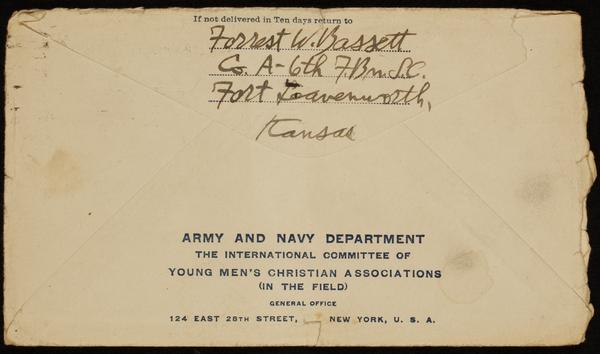 If not delivered in Ten days return to
Forrest W. Bassett
Co. A-6th F.Bn.S.C.
Fort Leavenworth,
Kansas
ARMY AND NAVY DEPARTMENT
THE INTERNATIONAL COMMITTEE OF
YOUNG MEN'S CHRISTIAN ASSOCIATIONS
(IN THE FIELD)
GENERAL OFFICE
124 EAST 28TH STREET, NEW YORK, U. S. A.